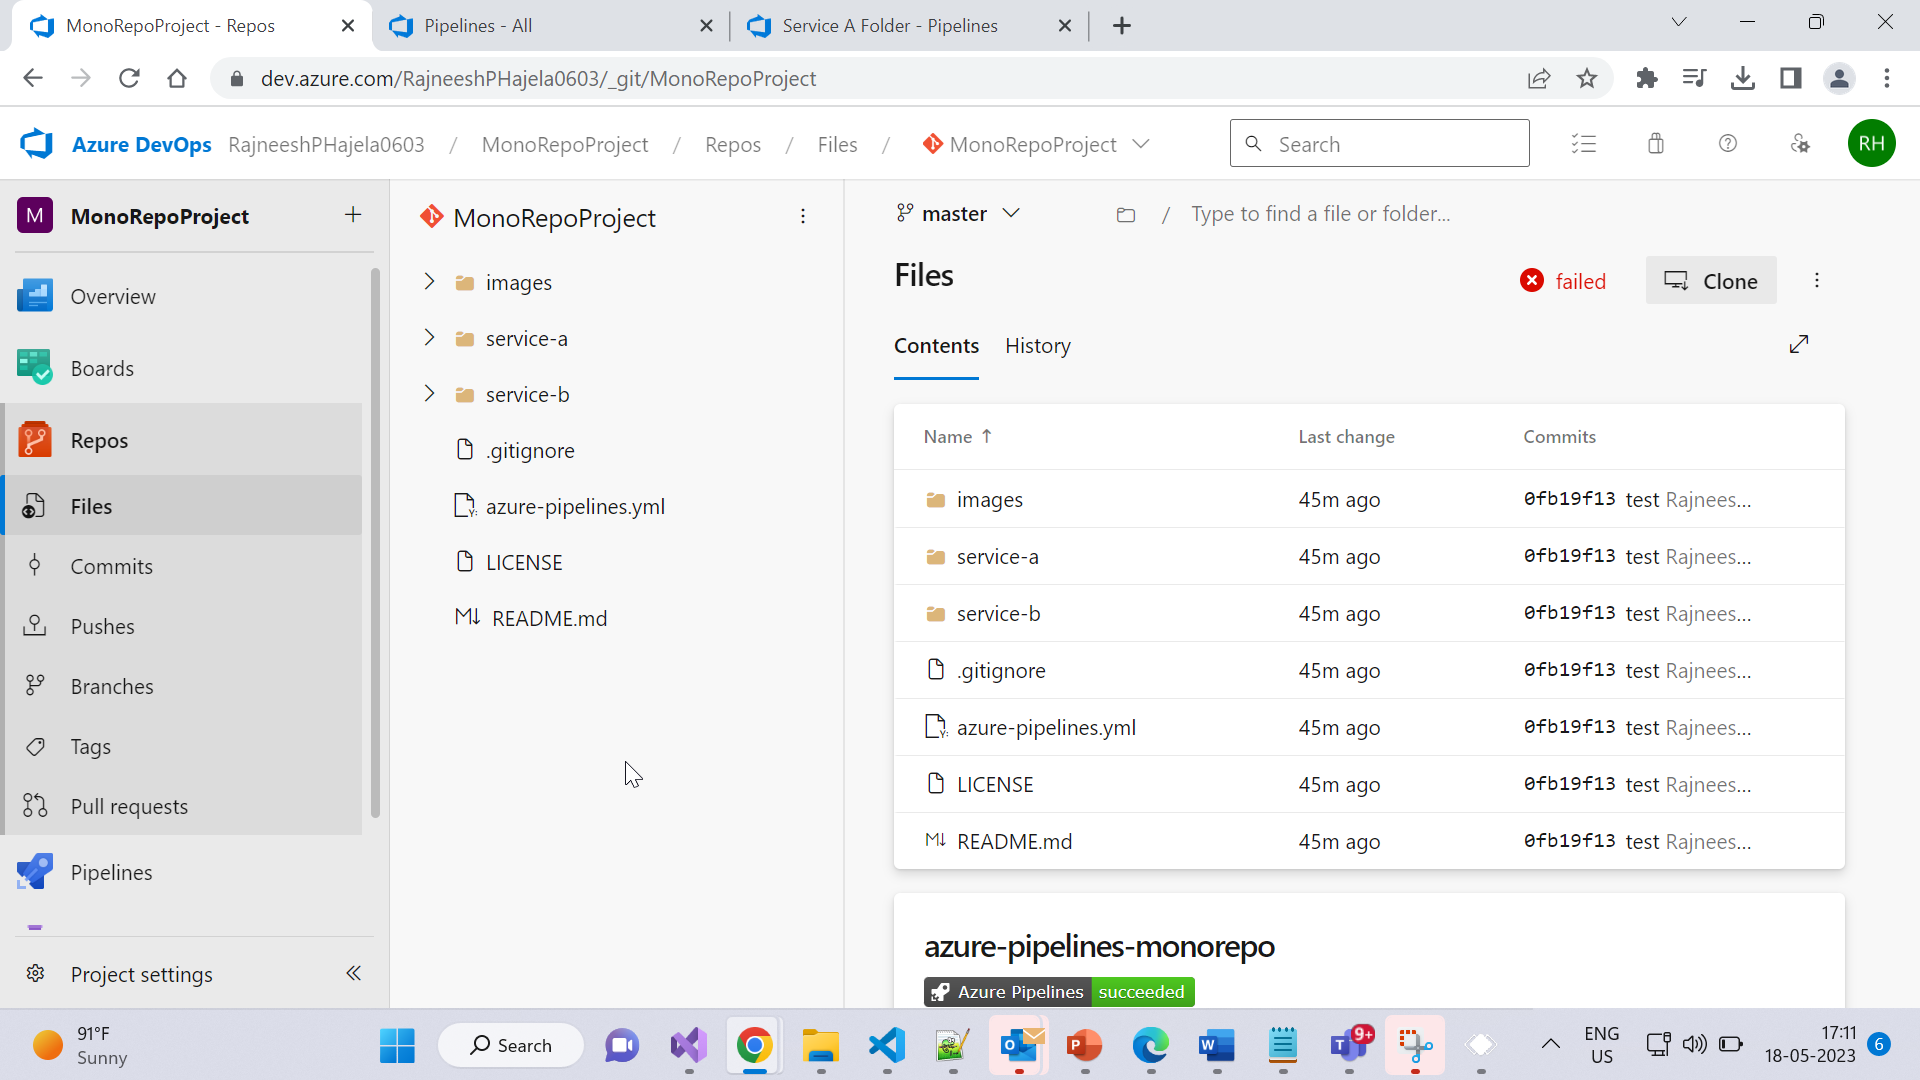 MonoRepoProject - Repos
Pipelines - All
Service A Folder - Pipelines
dev.azure.com/RajneeshPHajela0603/_git/MonoRepoProject
Azure DevOps RajneeshPHajela0603 / MonoRepoProject / Repos / Files / MonoRepoProject
Search
RH
M MonoRepoProject +
Overview
Boards
Repos
Files
Commits
Pushes
Branches
Tags
Pull requests
Pipelines
Project settings
MonoRepoProject
images
service-a
service-b
.gitignore
azure-pipelines.yml
LICENSE
README.md
master / Type to find a file or folder...
Files
failed
Clone
Contents History
Name ↑ Last change Commits
images 45m ago 0fb19f13 test Rajnees...
service-a 45m ago 0fb19f13 test Rajnees...
service-b 45m ago 0fb19f13 test Rajnees...
.gitignore 45m ago 0fb19f13 test Rajnees...
azure-pipelines.yml 45m ago 0fb19f13 test Rajnees...
LICENSE 45m ago 0fb19f13 test Rajnees...
README.md 45m ago 0fb19f13 test Rajnees...
azure-pipelines-monorepo
Azure Pipelines succeeded
91°F
Sunny
Search
9+
ENG
US
17:11
18-05-2023
6